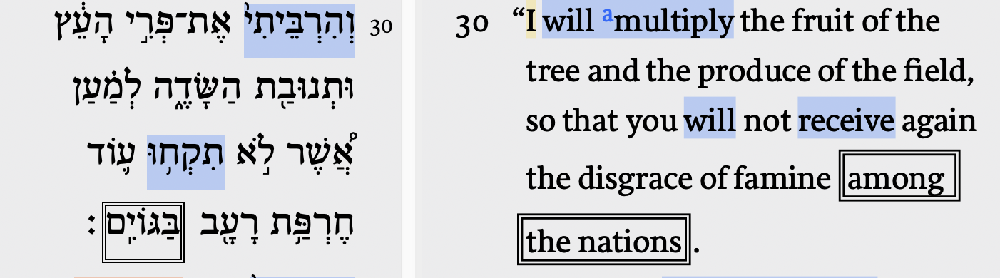 30 וְהִרְבֵּיתִי֙ אֶת־פְּרִ֣י הָעֵ֔ץ
וּתְנוּבַ֖ת הַשָּׂדֶ֑ה לְמַ֗עַן
אֲ֠שֶׁר לֹ֣א תִקְח֥וּ ע֛וֹד
חֶרְפַּ֥ת רָעָ֖ב בַּגּוֹיִֽם׃
30 “I will ᵃmultiply the fruit of the
tree and the produce of the field,
so that you will not receive again
the disgrace of famine among
the nations.